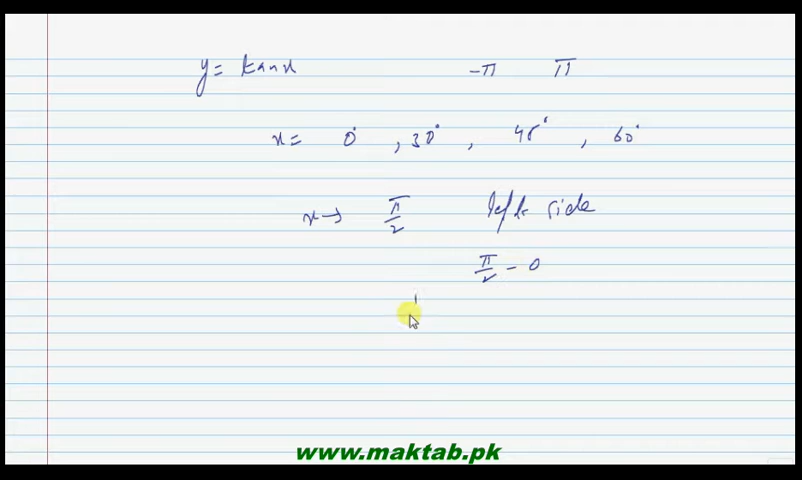 y = tanx -π π
x = 0° , 30° , 45° , 60°
x → π/2 left side
π/2 - 0
www.maktab.pk